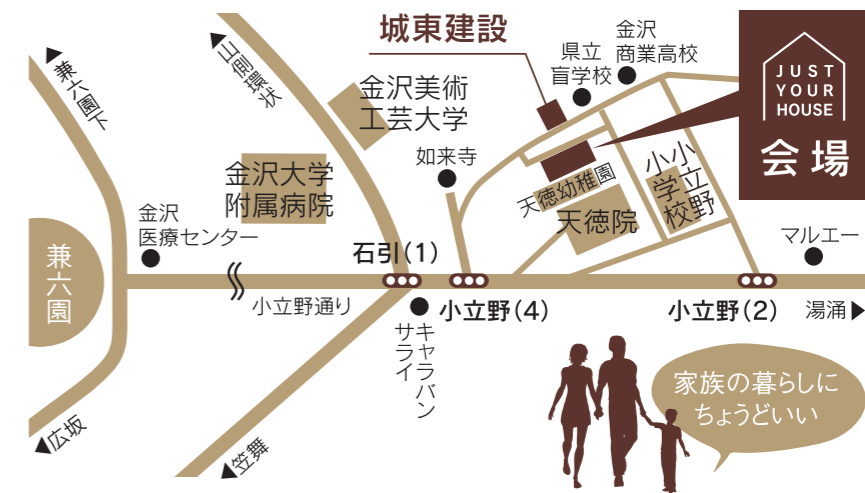 兼六園下
山側環状
城東建設
金沢美術
工芸大学
県立
盲学校
金沢
商業高校
JUST
YOUR
HOUSE
会場
如来寺
金沢大学
附属病院
天徳幼稚園
天徳院
小立野
小学校
金沢
医療センター
兼六園
石引(1)
マルエー
小立野通り
小立野(4)
小立野(2)
湯涌▶
キャラバン
サライ
◀広坂
◀笠舞
家族の暮らしに
ちょうどいい